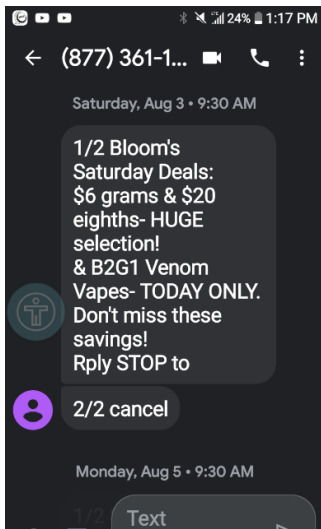 24% 1:17 PM
(877) 361-1...
Saturday, Aug 3 • 9:30 AM
1/2 Bloom's
Saturday Deals:
$6 grams & $20
eighths- HUGE
selection!
& B2G1 Venom
Vapes- TODAY ONLY.
Don't miss these
savings!
Rply STOP to
2/2 cancel
Monday, Aug 5 • 9:30 AM
1/2
Text